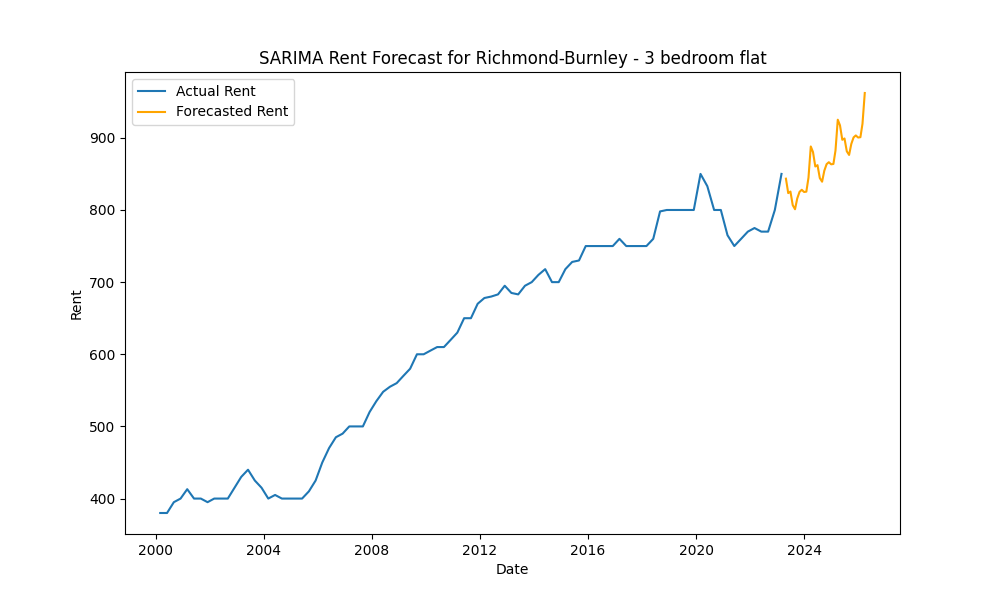 SARIMA Rent Forecast for Richmond-Burnley - 3 bedroom flat
Actual Rent
Forecasted Rent
900
800
700
600
500
400
Rent
2000 2004 2008 2012 2016 2020 2024
Date